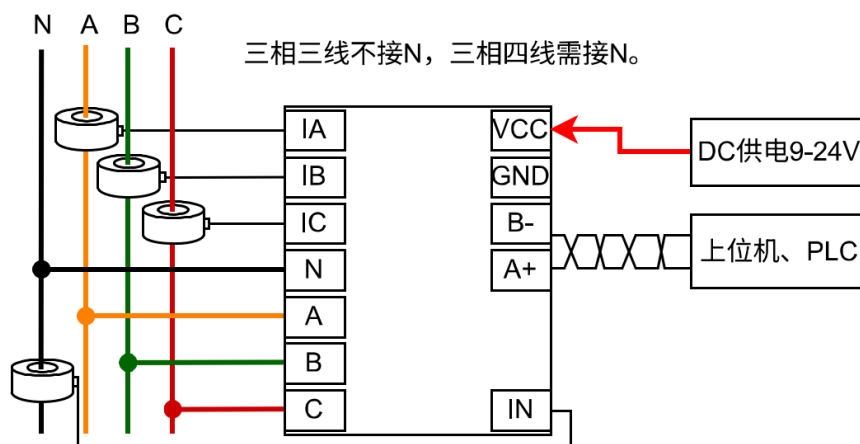 N A B C
三相三线不接N，三相四线需接N。
IA
IB
IC
N
A
B
C
VCC
GND
B-
A+
IN
DC供电9-24V
上位机、PLC